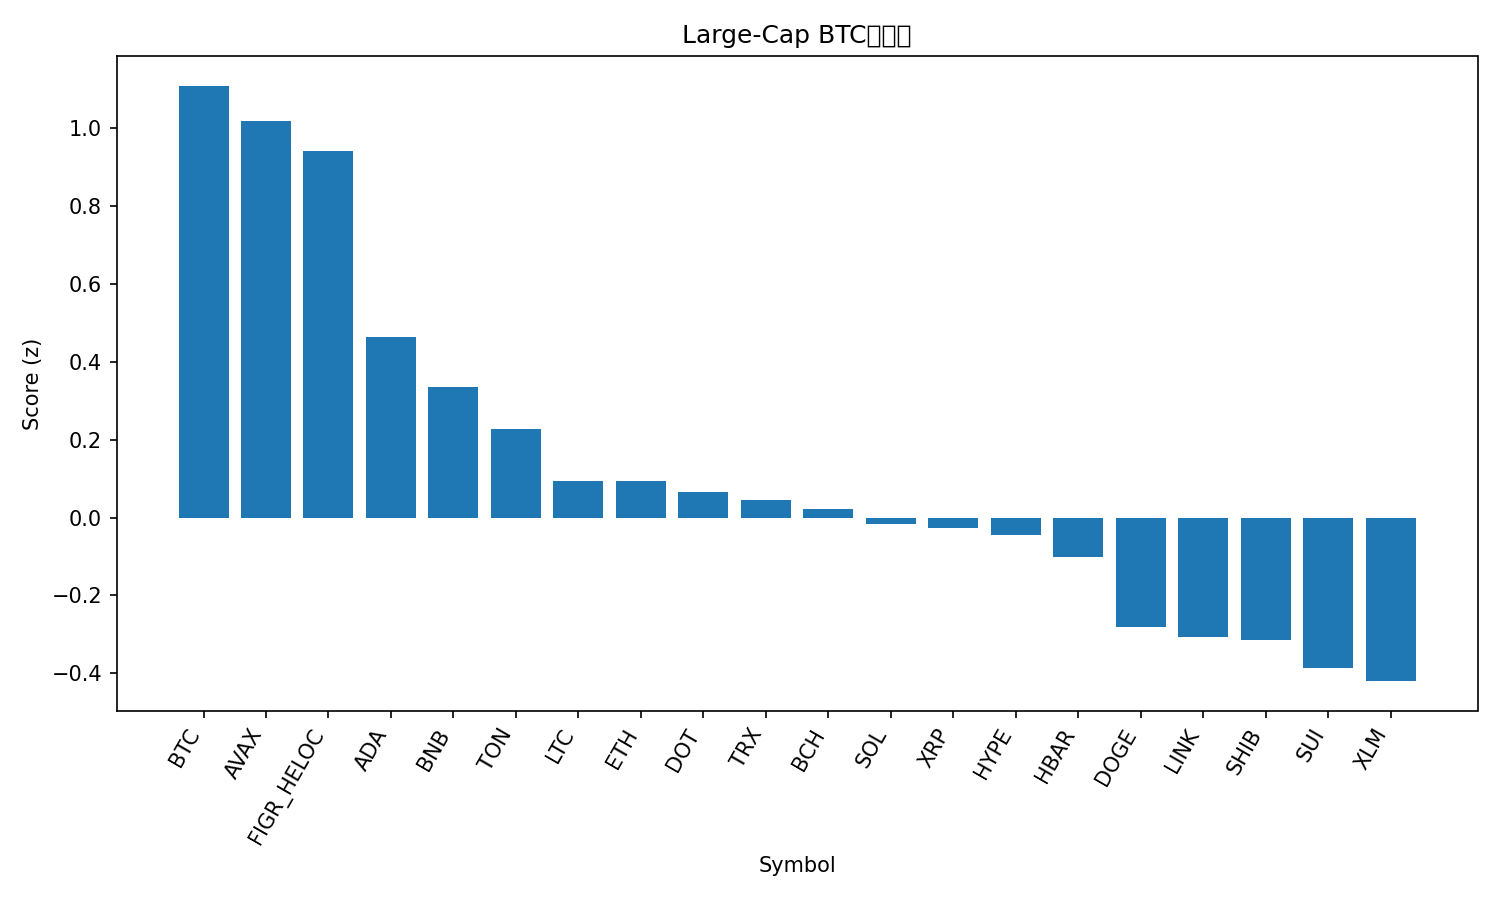 Large-Cap BTC
Score (z)
1.0
0.8
0.6
0.4
0.2
0.0
−0.2
−0.4
BTC
AVAX
FIGR_HELOC
ADA
BNB
TON
LTC
ETH
DOT
TRX
BCH
SOL
XRP
HYPE
HBAR
DOGE
LINK
SHIB
SUI
XLM
Symbol